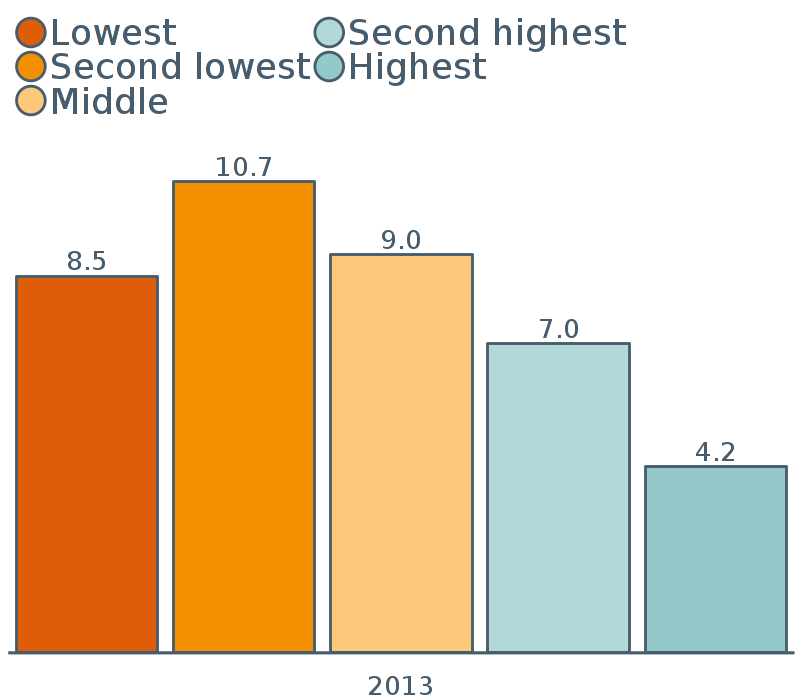 Lowest
Second lowest
Middle
Second highest
Highest
10.7
8.5
9.0
7.0
4.2
2013